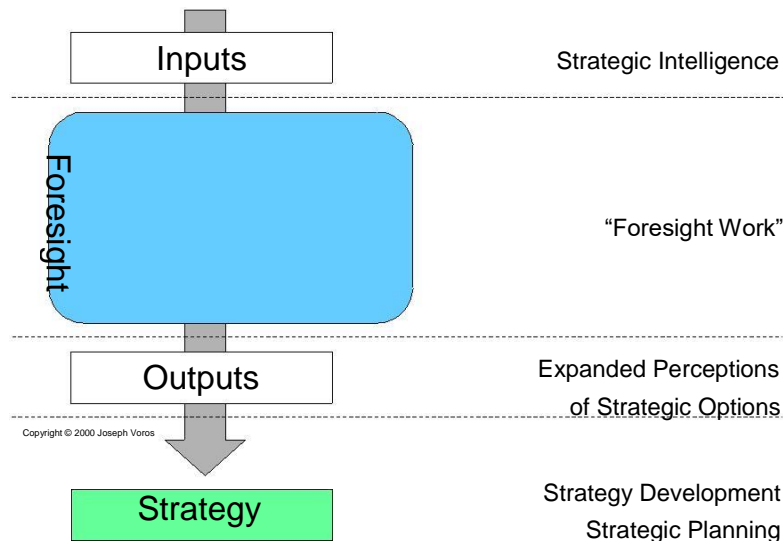 Inputs
Strategic Intelligence
Foresight
“Foresight Work”
Outputs
Expanded Perceptions
of Strategic Options
Copyright © 2000 Joseph Voros
Strategy
Strategy Development
Strategic Planning